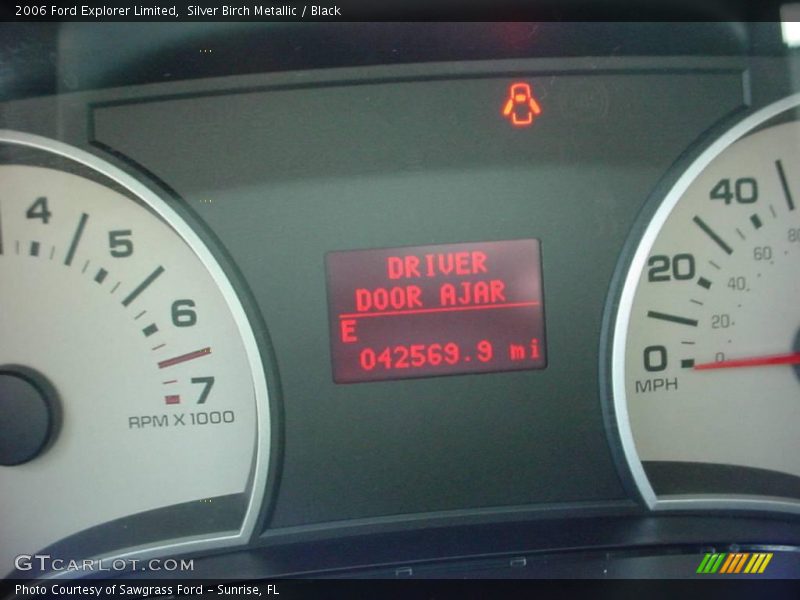 2006 Ford Explorer Limited,  Silver Birch Metallic / Black
4
5
6
7
RPM X 1000
DRIVER
DOOR AJAR
E
042569.9 mi
40
20
0
MPH
80
60
40
20
0
GTCARLOT.COM
Photo Courtesy of Sawgrass Ford - Sunrise, FL